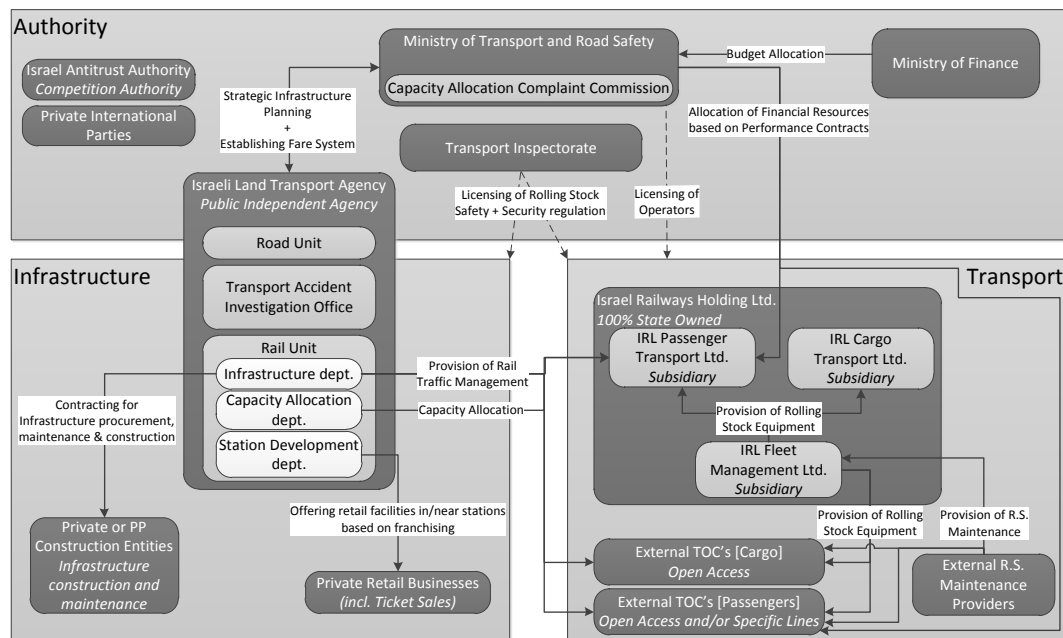 Authority
Ministry of Transport and Road Safety
Capacity Allocation Complaint Commission
Budget Allocation
Ministry of Finance
Israel Antitrust Authority
Competition Authority
Private International
Parties
Strategic Infrastructure
Planning
+
Establishing Fare System
Allocation of Financial Resources
based on Performance Contracts
Transport Inspectorate
Israeli Land Transport Agency
Public Independent Agency
Licensing of Rolling Stock
Safety + Security regulation
Licensing of
Operators
Road Unit
Transport Accident
Investigation Office
Rail Unit
Infrastructure dept.
Capacity Allocation
dept.
Station Development
dept.
Infrastructure
Contracting for
Infrastructure procurement,
maintenance & construction
Provision of Rail
Traffic Management
Capacity Allocation
Offering retail facilities in/near stations
based on franchising
Private or PP
Construction Entities
Infrastructure
construction and
maintenance
Private Retail Businesses
(incl. Ticket Sales)
Transport
Israel Railways Holding Ltd.
100% State Owned
IRL Passenger
Transport Ltd.
Subsidiary
IRL Cargo
Transport Ltd.
Subsidiary
Provision of Rolling
Stock Equipment
IRL Fleet
Management Ltd.
Subsidiary
Provision of Rolling
Stock Equipment
Provision of R.S.
Maintenance
External TOC's [Cargo]
Open Access
External TOC's [Passengers]
Open Access and/or Specific Lines
External R.S.
Maintenance
Providers